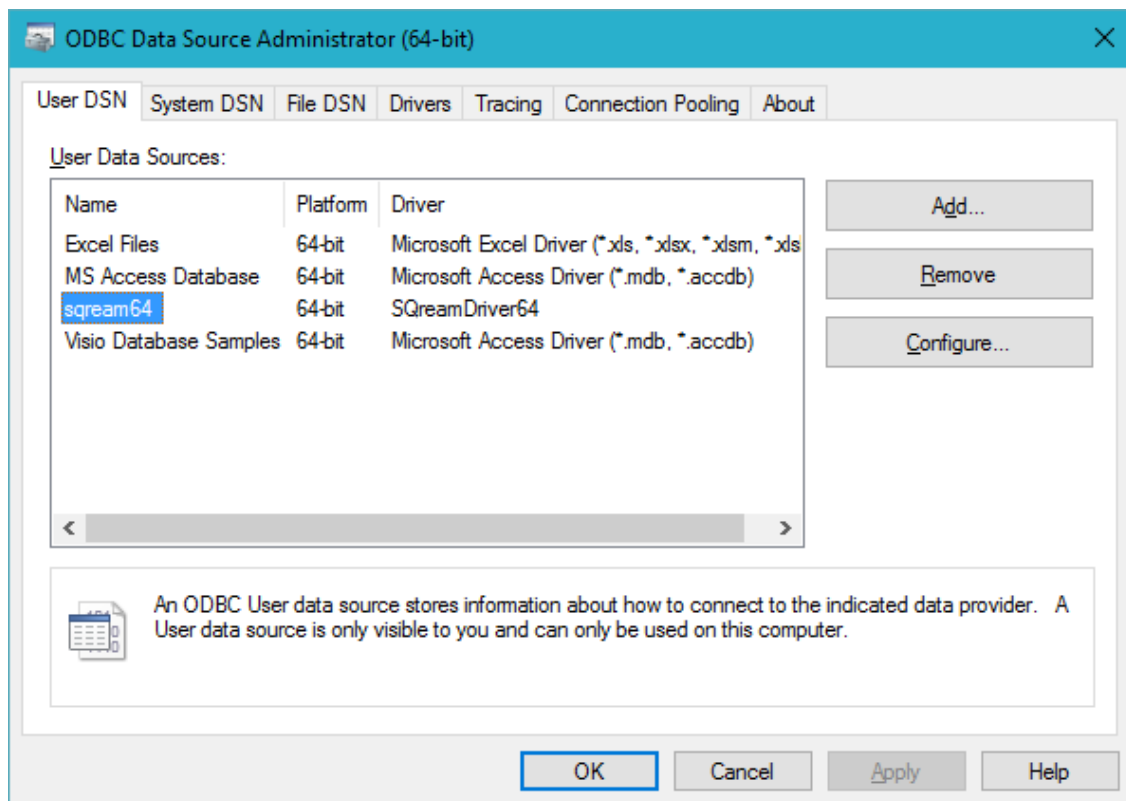 ODBC Data Source Administrator (64-bit)
User DSN System DSN File DSN Drivers Tracing Connection Pooling About
User Data Sources:
Name Platform Driver
Excel Files 64-bit Microsoft Excel Driver (*.xls, *.xlsx, *.xlsm, *.xls
MS Access Database 64-bit Microsoft Access Driver (*.mdb, *.accdb)
sqream64 64-bit SQreamDriver64
Visio Database Samples 64-bit Microsoft Access Driver (*.mdb, *.accdb)
Add...
Remove
Configure...
An ODBC User data source stores information about how to connect to the indicated data provider. A
User data source is only visible to you and can only be used on this computer.
OK Cancel Apply Help